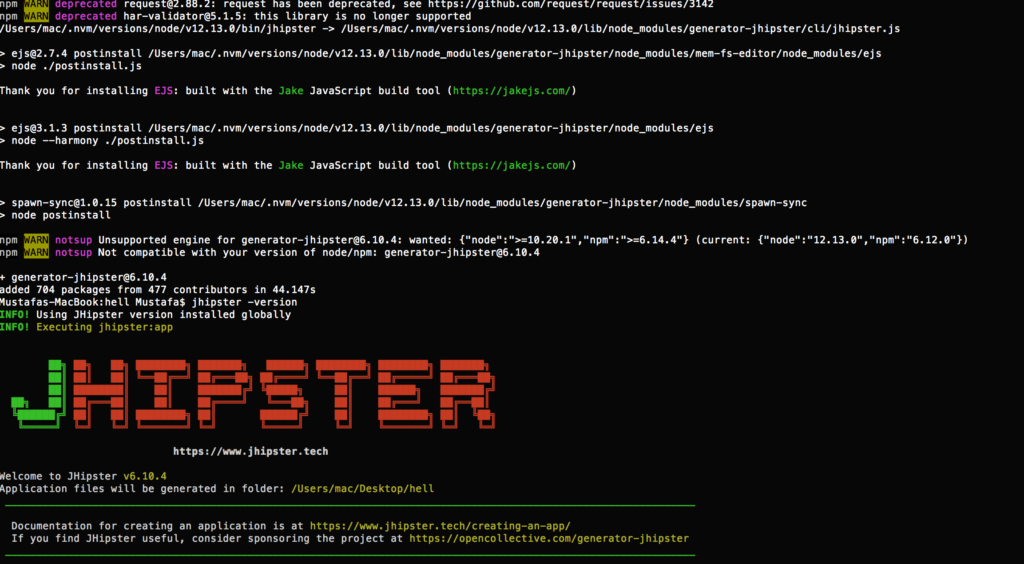 npm WARN deprecated request@2.88.2: request has been deprecated, see https://github.com/request/request/issues/3142
npm WARN deprecated har-validator@5.1.5: this library is no longer supported
/Users/mac/.nvm/versions/node/v12.13.0/bin/jhipster -> /Users/mac/.nvm/versions/node/v12.13.0/lib/node_modules/generator-jhipster/cli/jhipster.js
> ejs@2.7.4 postinstall /Users/mac/.nvm/versions/node/v12.13.0/lib/node_modules/generator-jhipster/node_modules/mem-fs-editor/node_modules/ejs
> node ./postinstall.js
Thank you for installing EJS: built with the Jake JavaScript build tool (https://jakejs.com/)
> ejs@3.1.3 postinstall /Users/mac/.nvm/versions/node/v12.13.0/lib/node_modules/generator-jhipster/node_modules/ejs
> node --harmony ./postinstall.js
Thank you for installing EJS: built with the Jake JavaScript build tool (https://jakejs.com/)
> spawn-sync@1.0.15 postinstall /Users/mac/.nvm/versions/node/v12.13.0/lib/node_modules/generator-jhipster/node_modules/spawn-sync
> node postinstall
npm WARN notsup Unsupported engine for generator-jhipster@6.10.4: wanted: {"node":">=10.20.1","npm":">=6.14.4"} (current: {"node":"12.13.0","npm":"6.12.0"})
npm WARN notsup Not compatible with your version of node/npm: generator-jhipster@6.10.4
+ generator-jhipster@6.10.4
added 704 packages from 477 contributors in 44.147s
Mustafas-MacBook:hell Mustafa$ jhipster -version
INFO! Using JHipster version installed globally
INFO! Executing jhipster:app
JHIPSTER
https://www.jhipster.tech
Welcome to JHipster v6.10.4
Application files will be generated in folder: /Users/mac/Desktop/hell
Documentation for creating an application is at https://www.jhipster.tech/creating-an-app/
If you find JHipster useful, consider sponsoring the project at https://opencollective.com/generator-jhipster